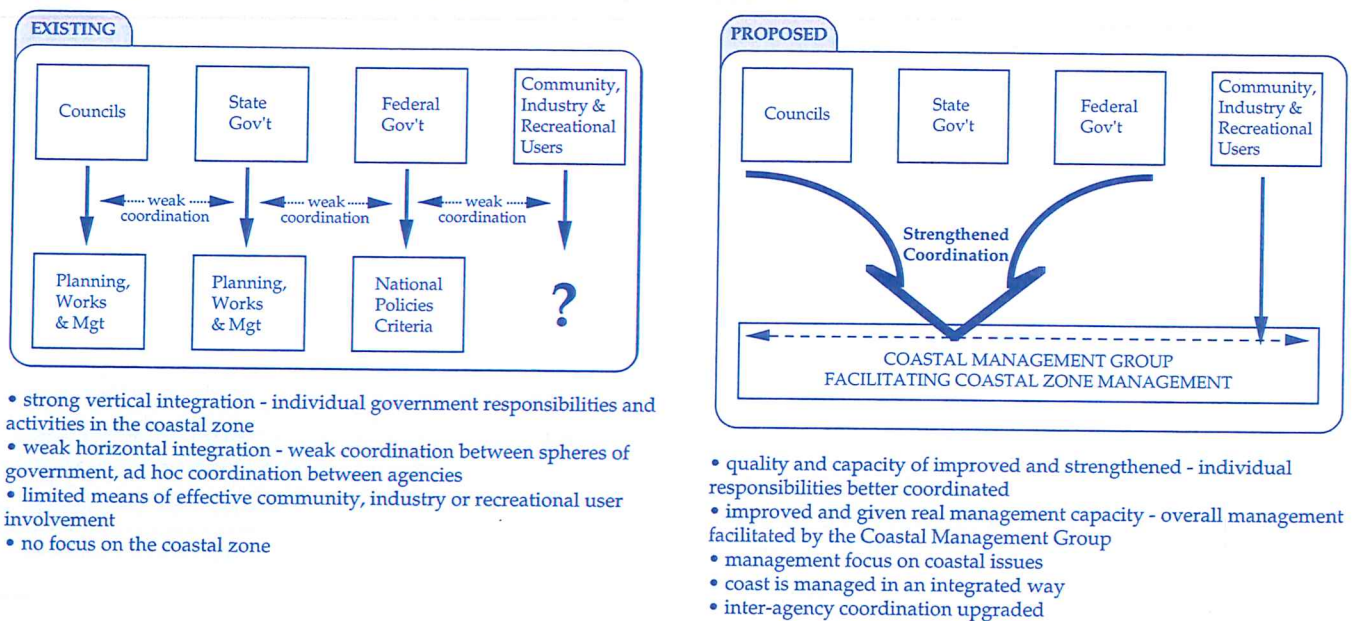 EXISTING
Councils
State
Gov't
Federal
Gov't
Community,
Industry &
Recreational
Users
weak
coordination
weak
coordination
weak
coordination
Planning,
Works
& Mgt
Planning,
Works
& Mgt
National
Policies
Criteria
?
• strong vertical integration - individual government responsibilities and
activities in the coastal zone
• weak horizontal integration - weak coordination between spheres of
government, ad hoc coordination between agencies
• limited means of effective community, industry or recreational user
involvement
• no focus on the coastal zone
PROPOSED
Councils
State
Gov't
Federal
Gov't
Community,
Industry &
Recreational
Users
Strengthened
Coordination
COASTAL MANAGEMENT GROUP
FACILITATING COASTAL ZONE MANAGEMENT
• quality and capacity of improved and strengthened - individual
responsibilities better coordinated
• improved and given real management capacity - overall management
facilitated by the Coastal Management Group
• management focus on coastal issues
• coast is managed in an integrated way
• inter-agency coordination upgraded